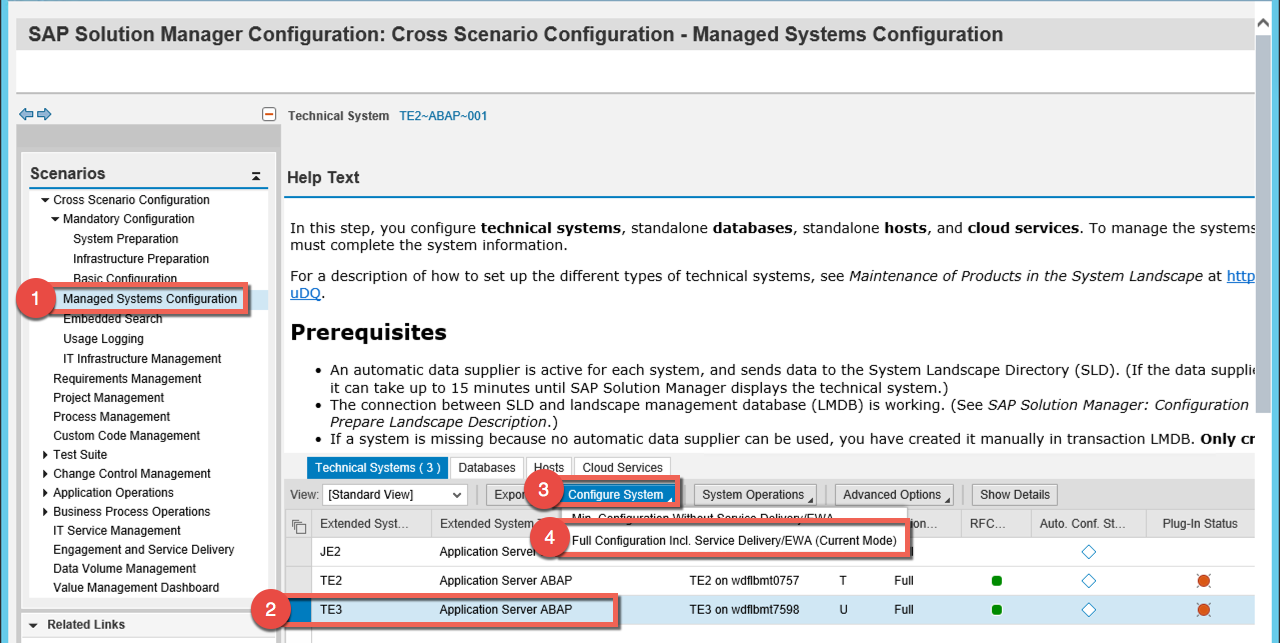 SAP Solution Manager Configuration: Cross Scenario Configuration - Managed Systems Configuration
Technical System TE2~ABAP~001
Scenarios
Cross Scenario Configuration
Mandatory Configuration
System Preparation
Infrastructure Preparation
Basic Configuration
1 Managed Systems Configuration
Embedded Search
Usage Logging
IT Infrastructure Management
Requirements Management
Project Management
Process Management
Custom Code Management
Test Suite
Change Control Management
Application Operations
Business Process Operations
IT Service Management
Engagement and Service Delivery
Data Volume Management
Value Management Dashboard
Related Links
Help Text
In this step, you configure technical systems, standalone databases, standalone hosts, and cloud services. To manage the systems
must complete the system information.
For a description of how to set up the different types of technical systems, see Maintenance of Products in the System Landscape at http
uDQ.
Prerequisites
• An automatic data supplier is active for each system, and sends data to the System Landscape Directory (SLD). (If the data supplie
it can take up to 15 minutes until SAP Solution Manager displays the technical system.)
• The connection between SLD and landscape management database (LMDB) is working. (See SAP Solution Manager: Configuration
Prepare Landscape Description.)
• If a system is missing because no automatic data supplier can be used, you have created it manually in transaction LMDB. Only cr
Technical Systems ( 3 ) Databases Hosts Cloud Services
View: [Standard View] Expor 3 Configure System System Operations Advanced Options Show Details
Min. Configuration Without Service Delivery/EWA
4 Full Configuration Incl. Service Delivery/EWA (Current Mode)
Extended Syst... Extended System on... RFC... Auto. Conf. St... Plug-In Status
JE2 Application Server
TE2 Application Server ABAP TE2 on wdflbmt0757 T Full
2 TE3 Application Server ABAP TE3 on wdflbmt7598 U Full